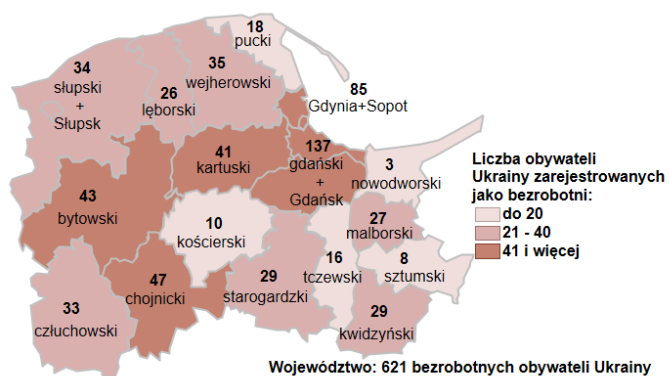 18
pucki
35
wejherowski
34
słupski
+
Słupsk
26
lęborski
85
Gdynia+Sopot
137
gdański
+
Gdańsk
41
kartuski
3
nowodworski
43
bytowski
10
kościerski
27
malborski
16
tczewski
8
sztumski
47
chojnicki
29
starogardzki
33
człuchowski
29
kwidzyński
Liczba obywateli
Ukrainy zarejestrowanych
jako bezrobotni:
do 20
21 - 40
41 i więcej
Województwo: 621 bezrobotnych obywateli Ukrainy